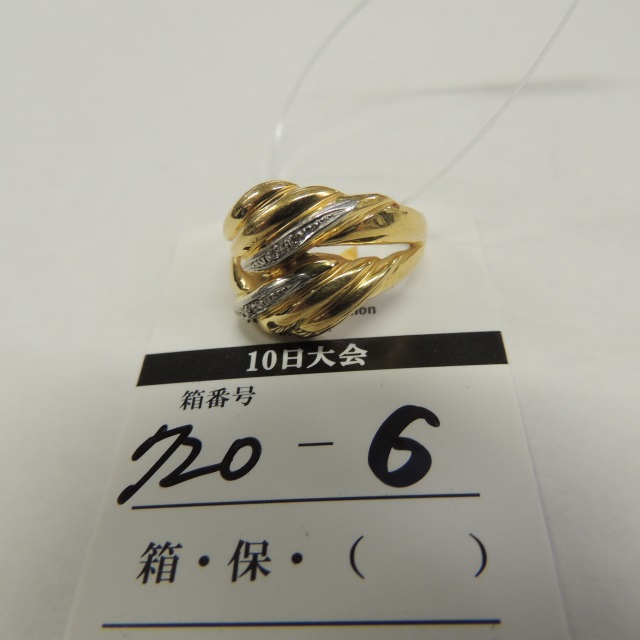 10日大会
箱番号
720 - 6
箱・保・( )